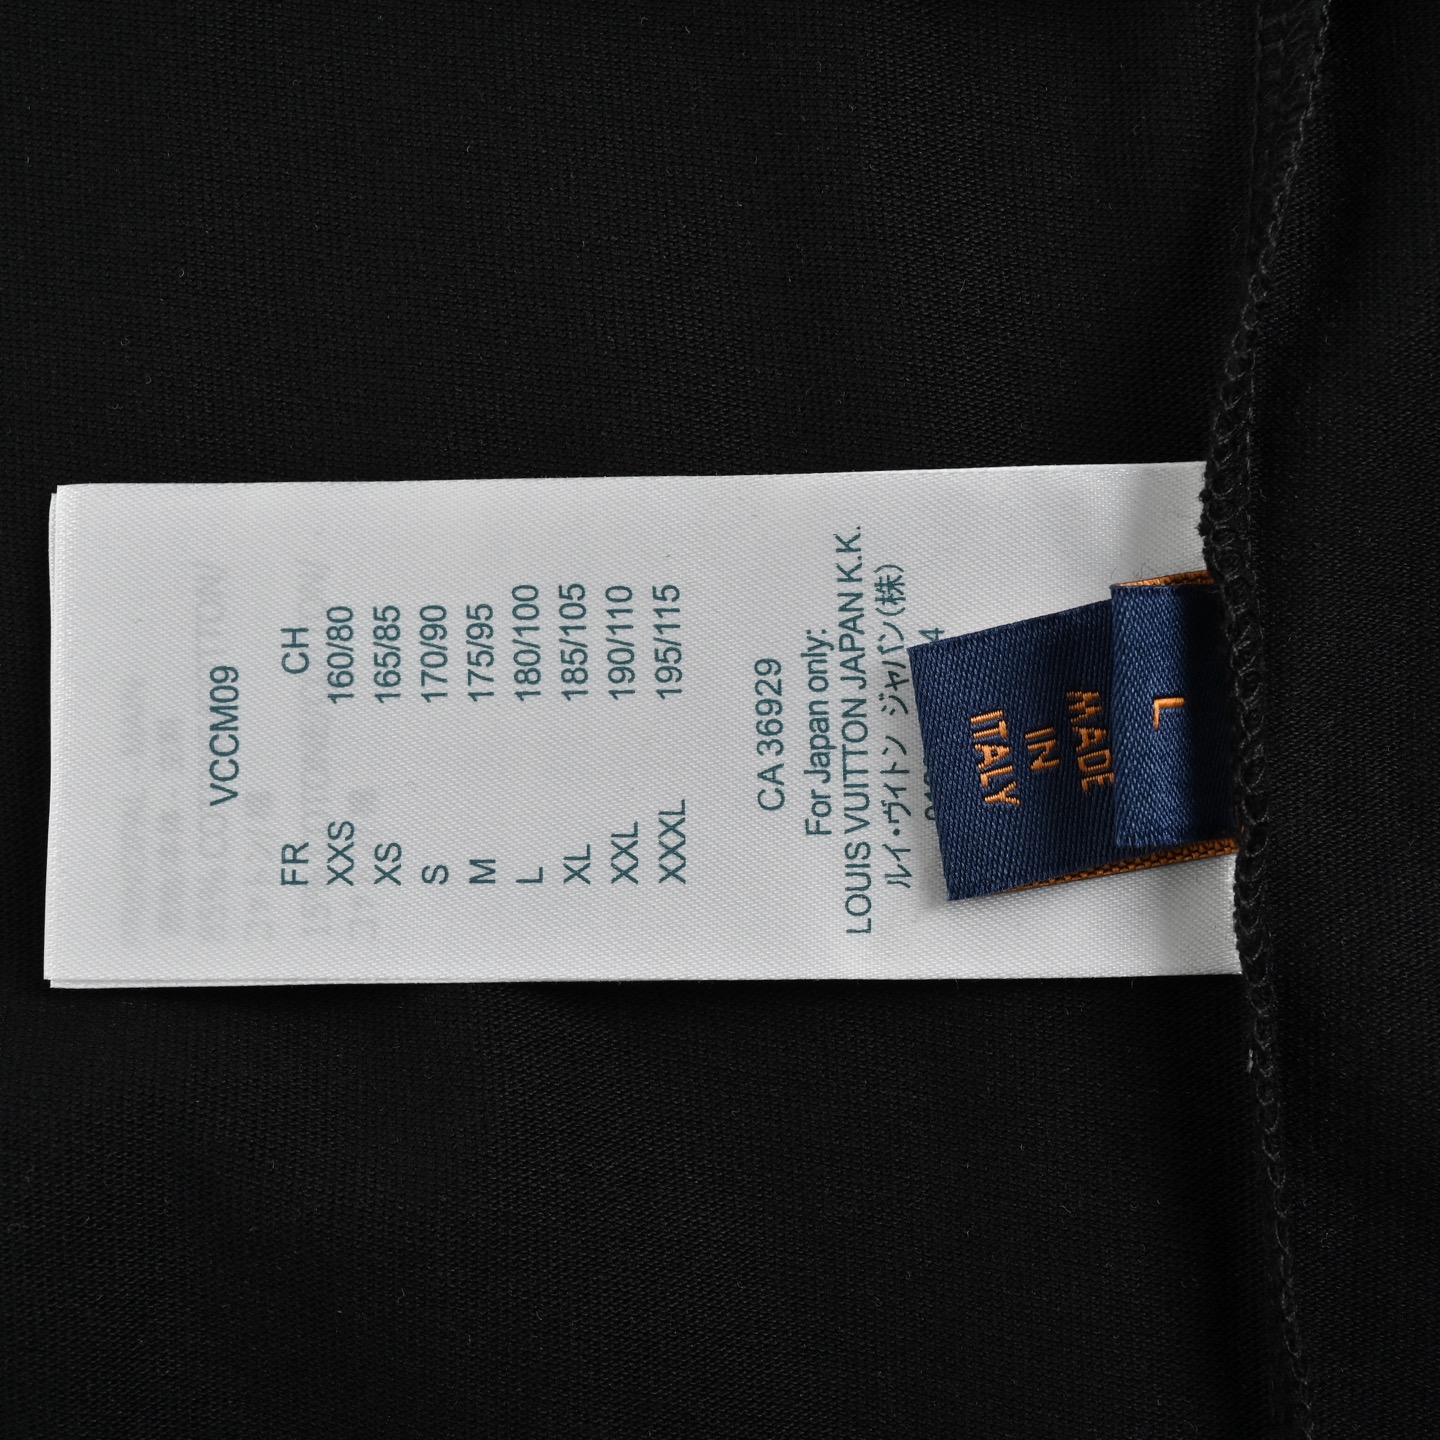 VCCM09
FR CH
XXS 160/80
XS 165/85
S 170/90
M 175/95
L 180/100
XL 185/105
XXL 190/110
XXXL 195/115
CA 36929
For Japan only:
LOUIS VUITTON JAPAN K.K.
ルイ・ヴィトン ジャパン(株)
L
MADE
IN
ITALY